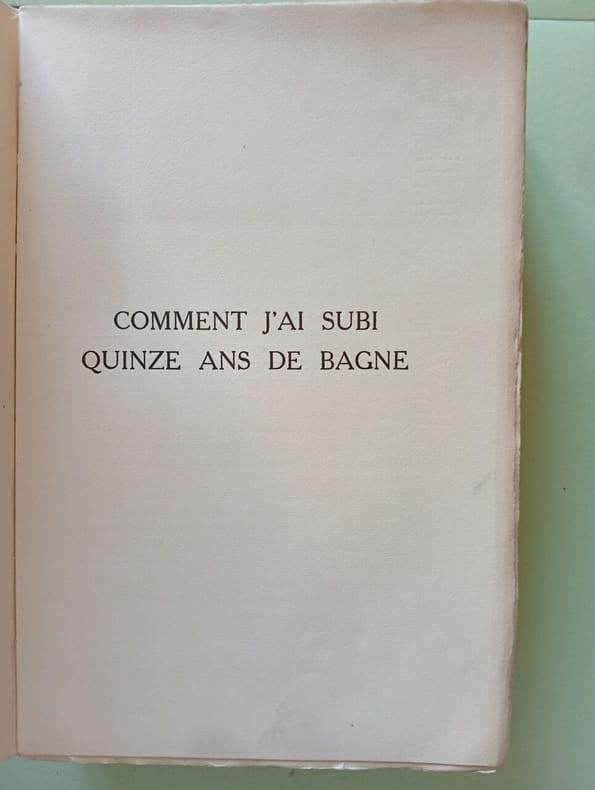 COMMENT J'AI SUBI
QUINZE ANS DE BAGNE